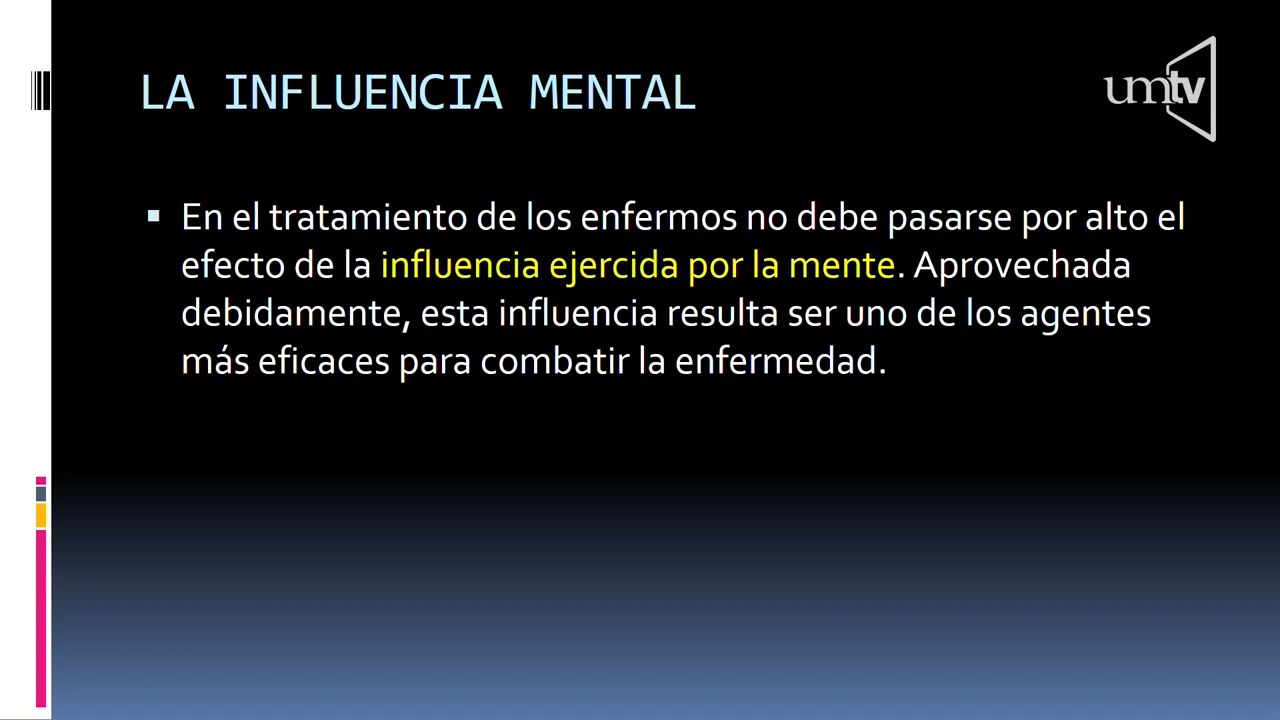 LA INFLUENCIA MENTAL
umtv
En el tratamiento de los enfermos no debe pasarse por alto el
efecto de la influencia ejercida por la mente. Aprovechada
debidamente, esta influencia resulta ser uno de los agentes
más eficaces para combatir la enfermedad.